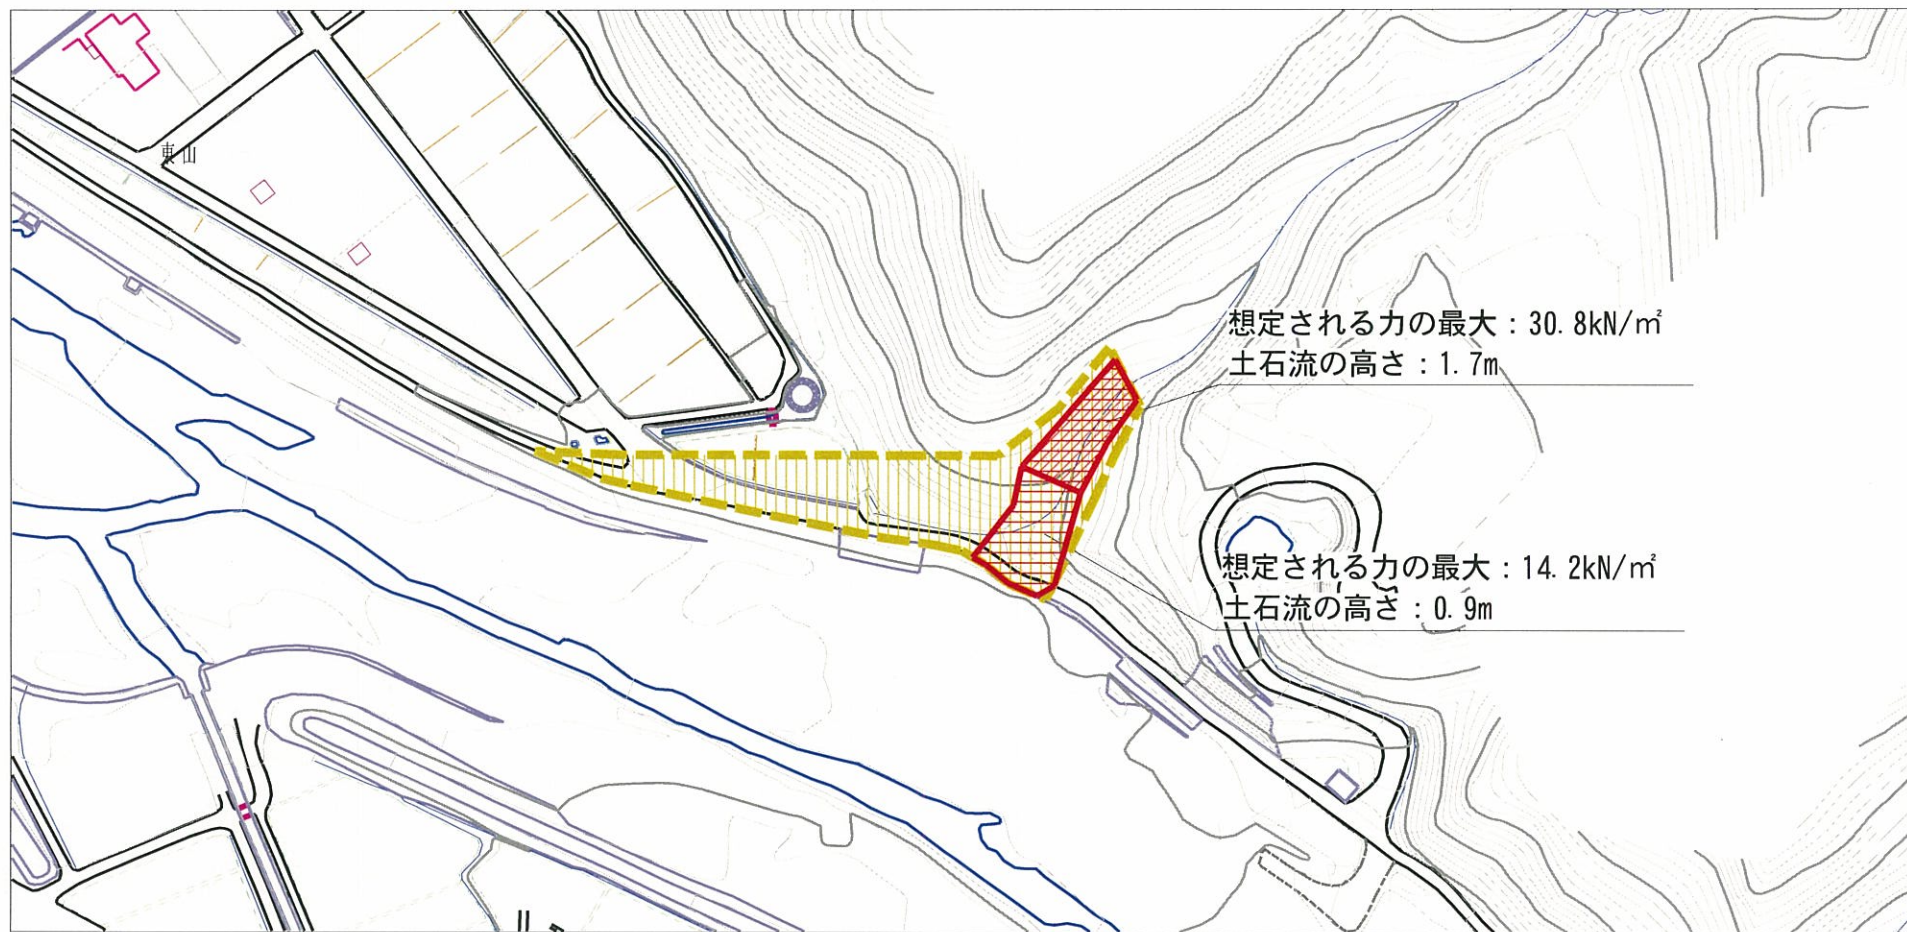 東山
想定される力の最大：30.8kN/㎡
土石流の高さ：1.7m
想定される力の最大：14.2kN/㎡
土石流の高さ：0.9m